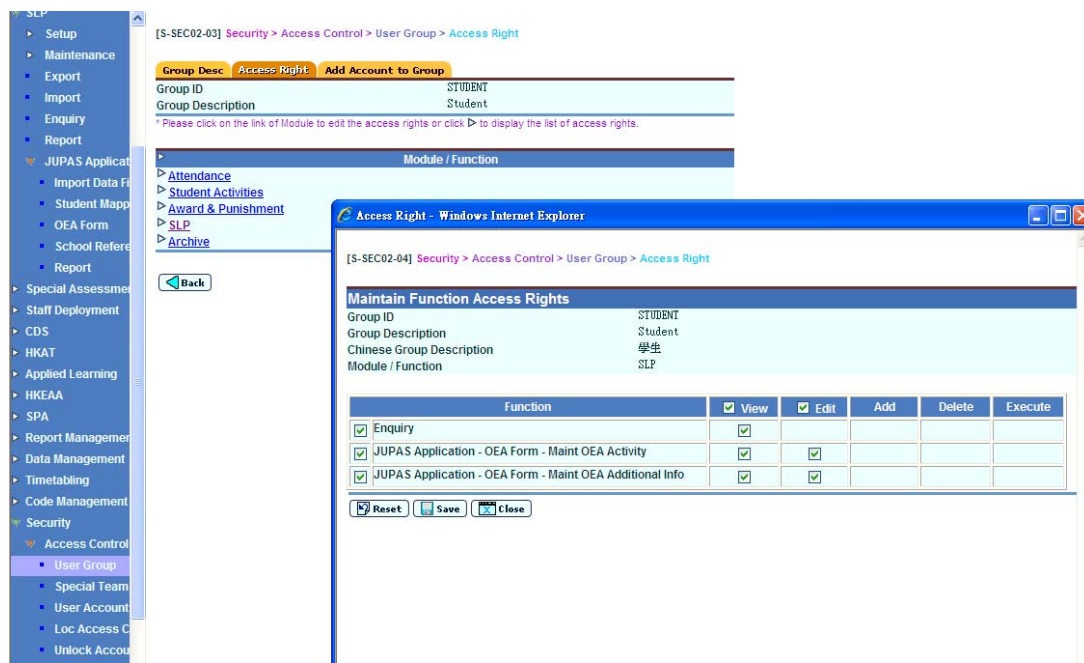 SLP
Setup
Maintenance
Export
Import
Enquiry
Report
JUPAS Applicat
Import Data Fi
Student Mapp
OEA Form
School Refere
Report
Special Assessme
Staff Deployment
CDS
HKAT
Applied Learning
HKEAA
SPA
Report Managemen
Data Management
Timetabling
Code Management
Security
Access Control
User Group
Special Team
User Account
Loc Access C
Unlock Accou
[S-SEC02-03] Security > Access Control > User Group > Access Right
Group Desc Access Right Add Account to Group
Group ID STUDENT
Group Description Student
* Please click on the link of Module to edit the access rights or click ▷ to display the list of access rights.
Module / Function
Attendance
Student Activities
Award & Punishment
SLP
Archive
Back
Access Right - Windows Internet Explorer
[S-SEC02-04] Security > Access Control > User Group > Access Right
Maintain Function Access Rights
Group ID STUDENT
Group Description Student
Chinese Group Description 學生
Module / Function SLP
Function View Edit Add Delete Execute
Enquiry
JUPAS Application - OEA Form - Maint OEA Activity
JUPAS Application - OEA Form - Maint OEA Additional Info
Reset Save Close